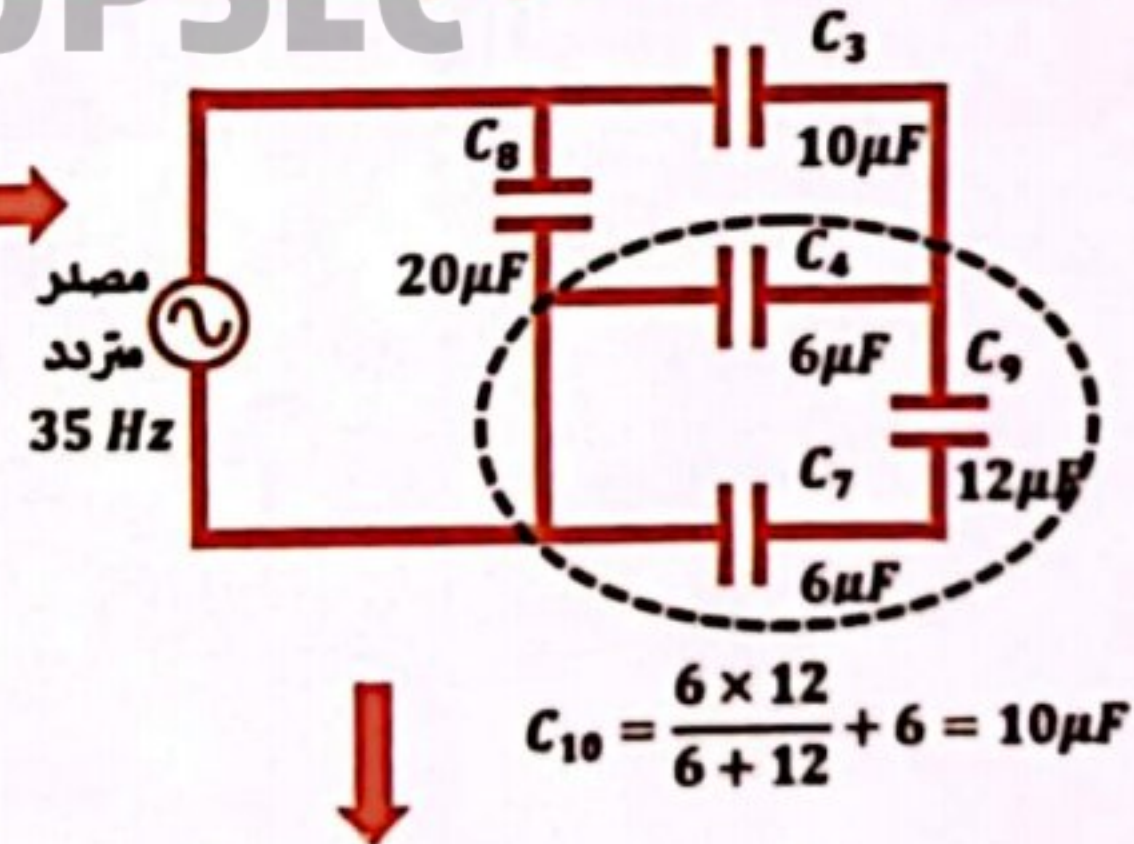 UPSEC
C₃
10μF
C₈
20μF
C₄
6μF
C₉
12μF
C₇
6μF
مصدر
متردد
35 Hz
C₁₀ = (6 × 12)/(6 + 12) + 6 = 10μF